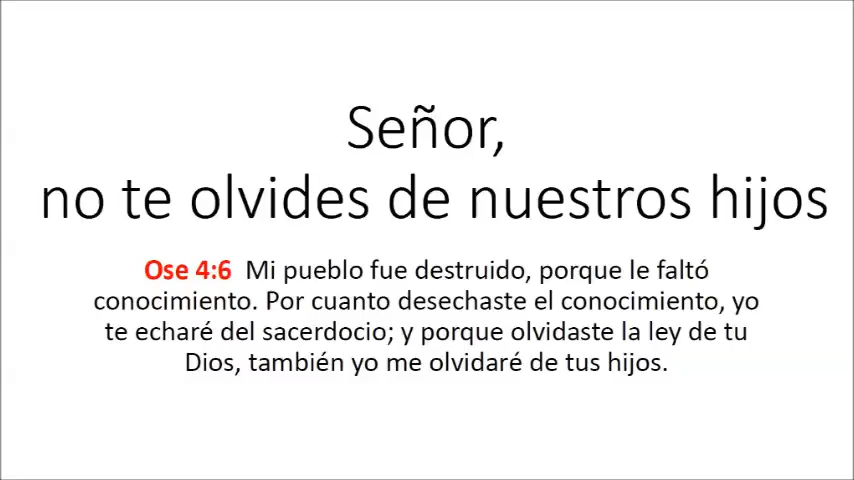 Señor,
no te olvides de nuestros hijos
Ose 4:6 Mi pueblo fue destruido, porque le faltó
conocimiento. Por cuanto desechaste el conocimiento, yo
te echaré del sacerdocio; y porque olvidaste la ley de tu
Dios, también yo me olvidaré de tus hijos.